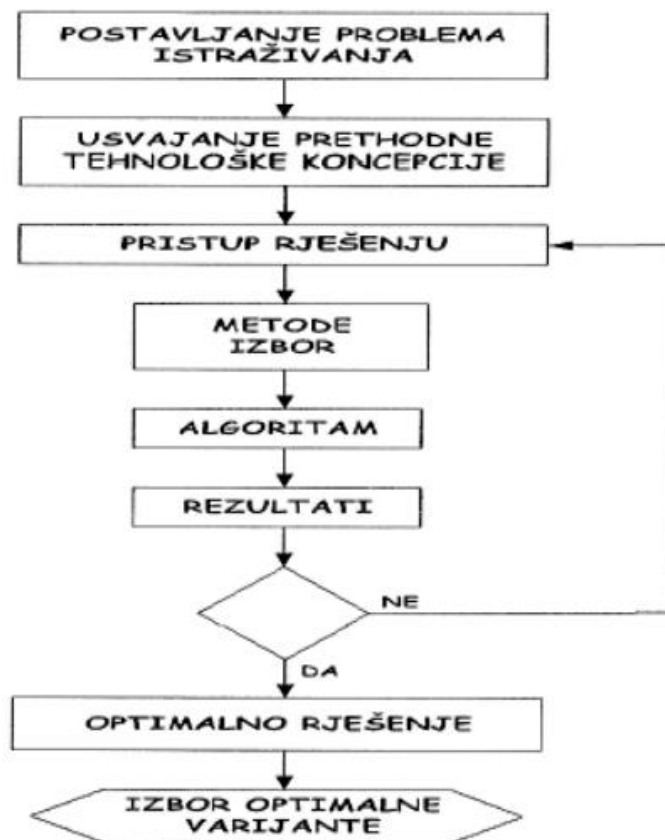 POSTAVLJANJE PROBLEMA
ISTRAŽIVANJA
USVAJANJE PRETHODNE
TEHNOLOŠKE KONCEPCIJE
PRISTUP RJEŠENJU
METODE
IZBOR
ALGORITAM
REZULTATI
NE
DA
OPTIMALNO RJEŠENJE
IZBOR OPTIMALNE
VARIJANTE